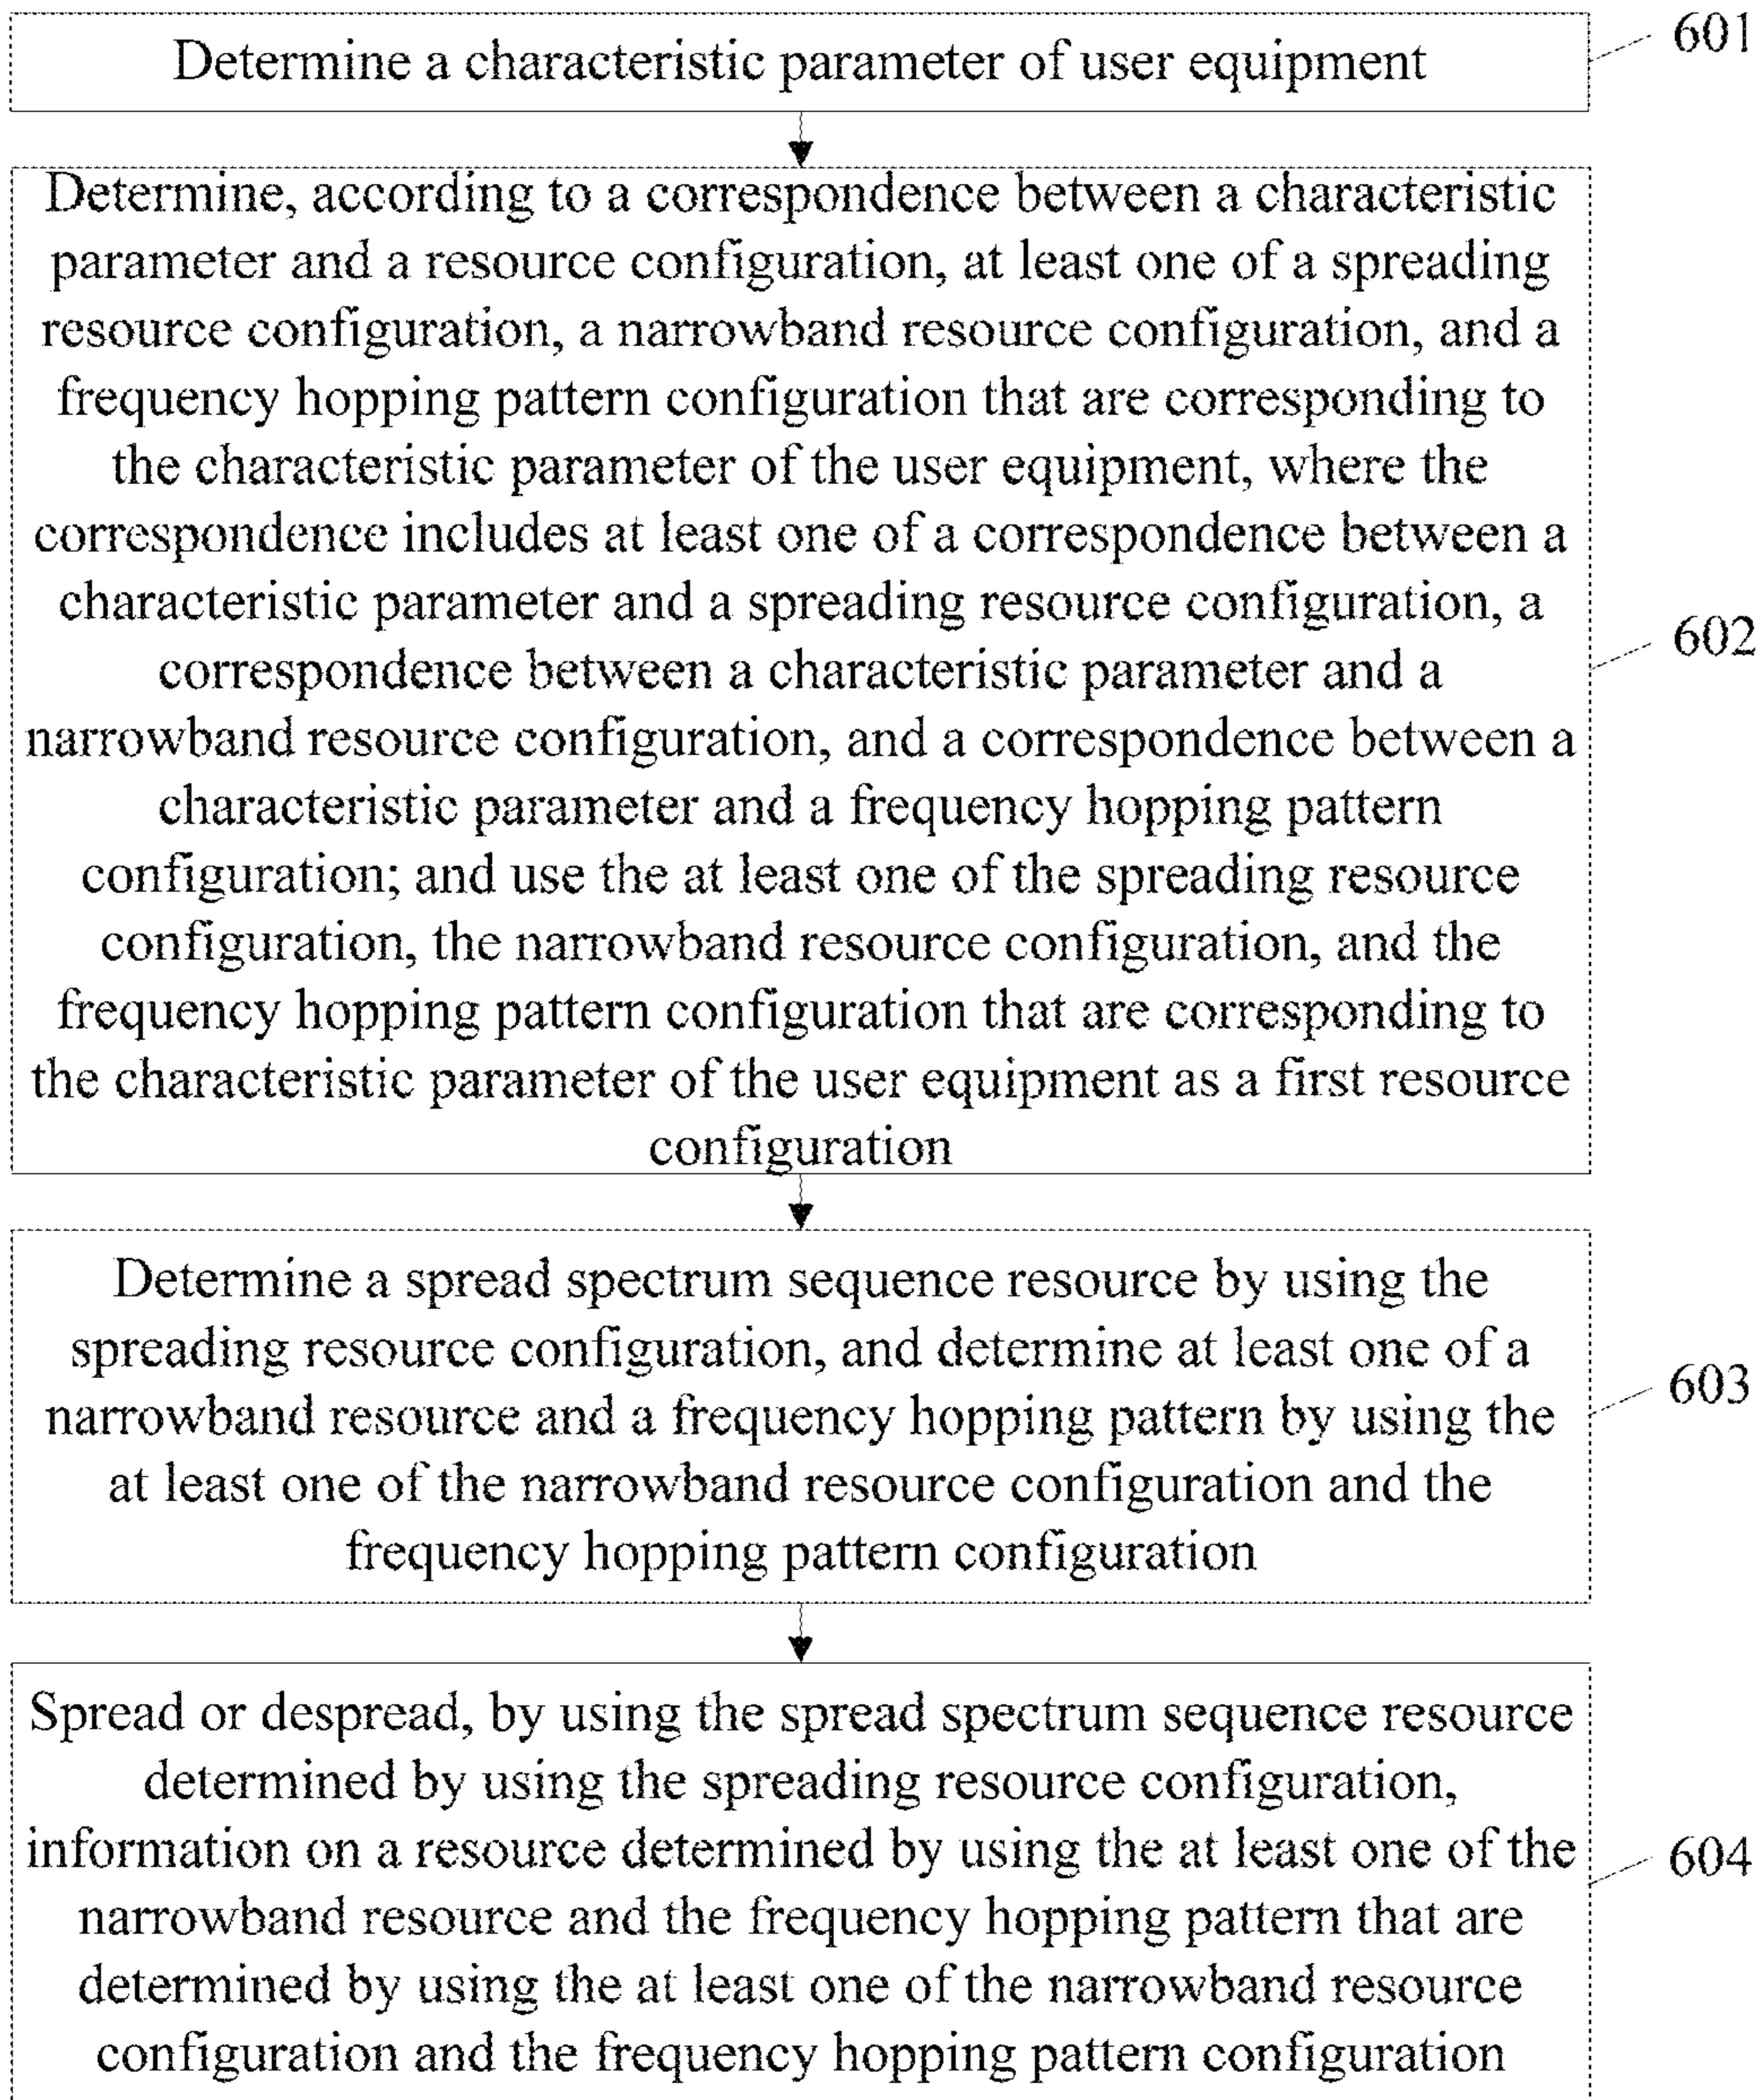 Determine a characteristic parameter of user equipment
601
Determine, according to a correspondence between a characteristic
parameter and a resource configuration, at least one of a spreading
resource configuration, a narrowband resource configuration, and a
frequency hopping pattern configuration that are corresponding to
the characteristic parameter of the user equipment, where the
correspondence includes at least one of a correspondence between a
characteristic parameter and a spreading resource configuration, a
correspondence between a characteristic parameter and a
narrowband resource configuration, and a correspondence between a
characteristic parameter and a frequency hopping pattern
configuration; and use the at least one of the spreading resource
configuration, the narrowband resource configuration, and the
frequency hopping pattern configuration that are corresponding to
the characteristic parameter of the user equipment as a first resource
configuration
602
Determine a spread spectrum sequence resource by using the
spreading resource configuration, and determine at least one of a
narrowband resource and a frequency hopping pattern by using the
at least one of the narrowband resource configuration and the
frequency hopping pattern configuration
603
Spread or despread, by using the spread spectrum sequence resource
determined by using the spreading resource configuration,
information on a resource determined by using the at least one of the
narrowband resource and the frequency hopping pattern that are
determined by using the at least one of the narrowband resource
configuration and the frequency hopping pattern configuration
604